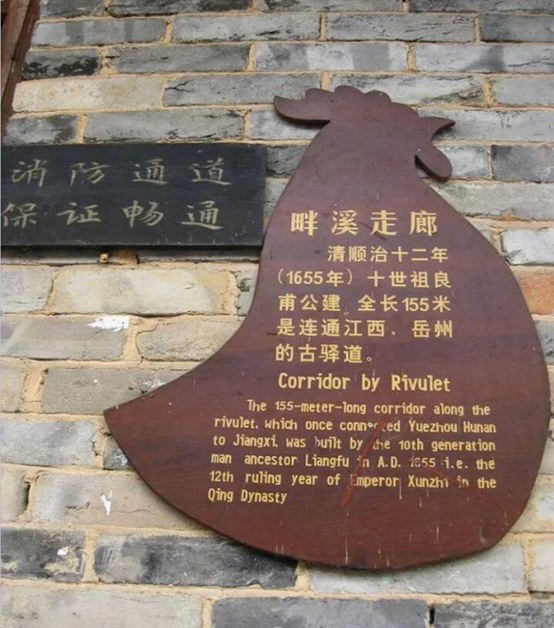 消防通道
保证畅通
畔溪走廊
清顺治十二年
(1655年) 十世祖良
甫公建。全长155米
是连通江西、岳州
的古驿道。
Corridor by Rivulet
The 155-meter-long corridor along the
rivulet, which once connected Yuezhou Hunan
to Jiangxi, was built by the 10th generation
man ancestor Liangfu in A.D. 1655 i.e. the
12th ruling year of Emperor Xunzhi in the
Qing Dynasty